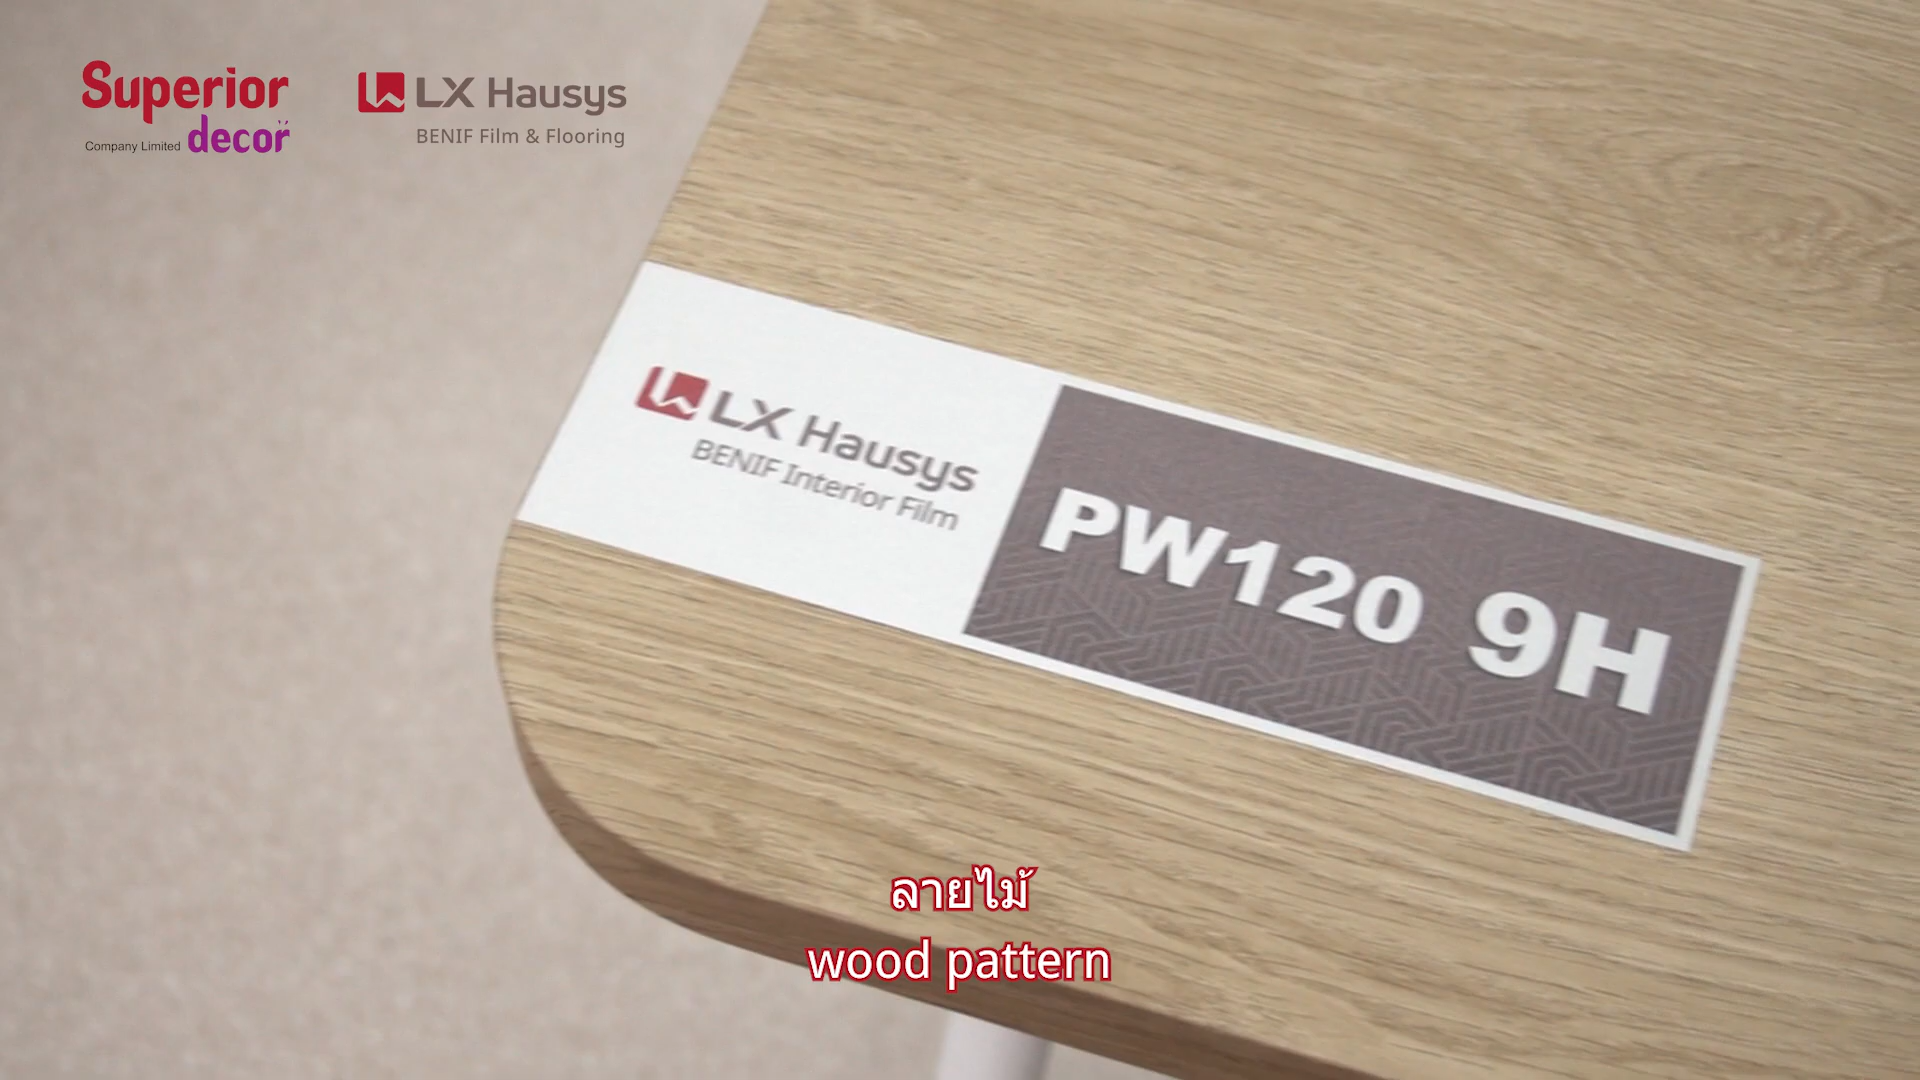 Superior
decor
Company Limited
LX Hausys
BENIF Film & Flooring
LX Hausys
BENIF Interior Film
PW120 9H
ลายไม้
wood pattern